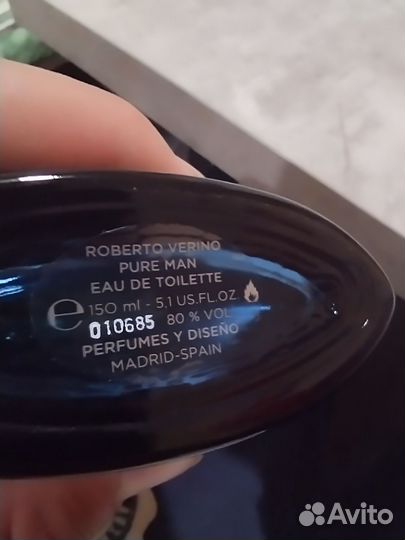 ROBERTO VERINO
PURE MAN
EAU DE TOILETTE
℮ 150 ml - 5.1 US.FL.OZ
010685 80 % VOL
PERFUMES Y DISEÑO
MADRID-SPAIN
Avito